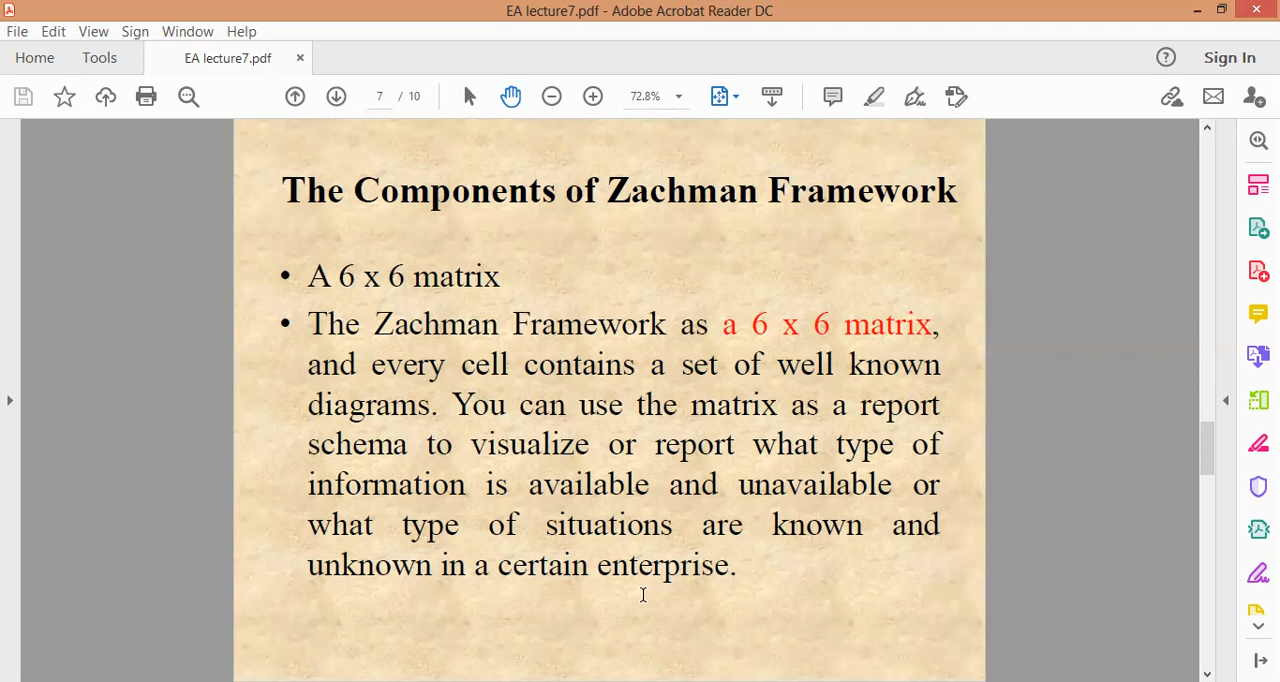 EA lecture7.pdf - Adobe Acrobat Reader DC
File Edit View Sign Window Help
Home Tools EA lecture7.pdf × Sign In
7 / 10 72.8%
The Components of Zachman Framework
• A 6 x 6 matrix
• The Zachman Framework as a 6 x 6 matrix,
and every cell contains a set of well known
diagrams. You can use the matrix as a report
schema to visualize or report what type of
information is available and unavailable or
what type of situations are known and
unknown in a certain enterprise.